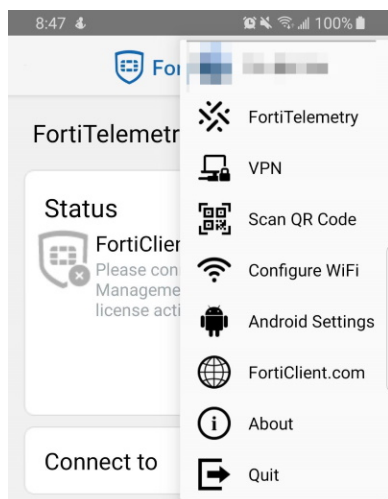 8:47
100%
For
FortiTelemetr
Status
FortiClier
Please con
Manageme
license acti
Connect to
FortiTelemetry
VPN
Scan QR Code
Configure WiFi
Android Settings
FortiClient.com
About
Quit